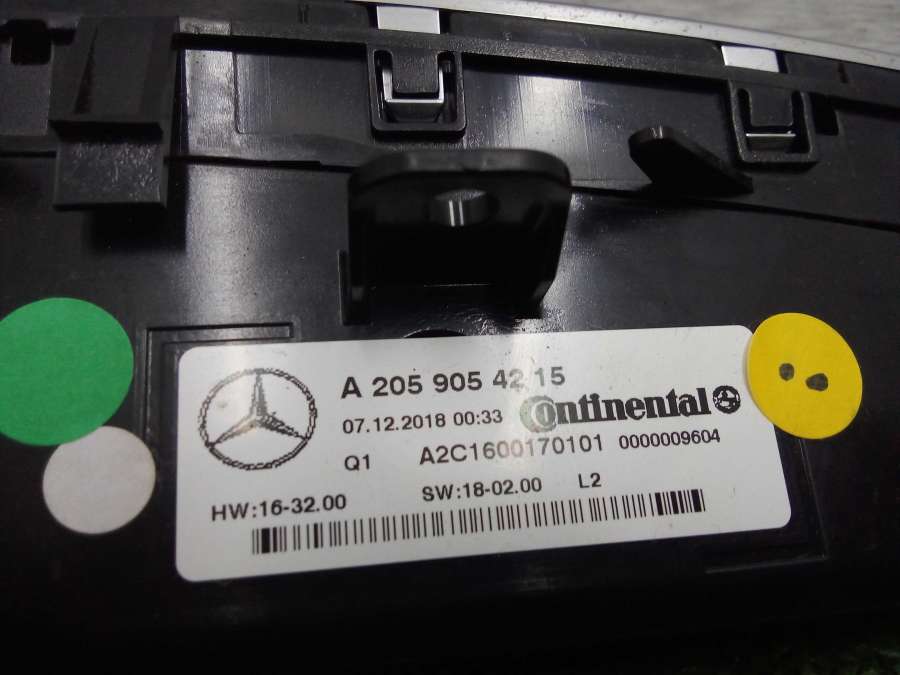 A 205 905 42 15
07.12.2018 00:33 Continental
Q1 A2C1600170101 0000009604
HW:16-32.00 SW:18-02.00 L2